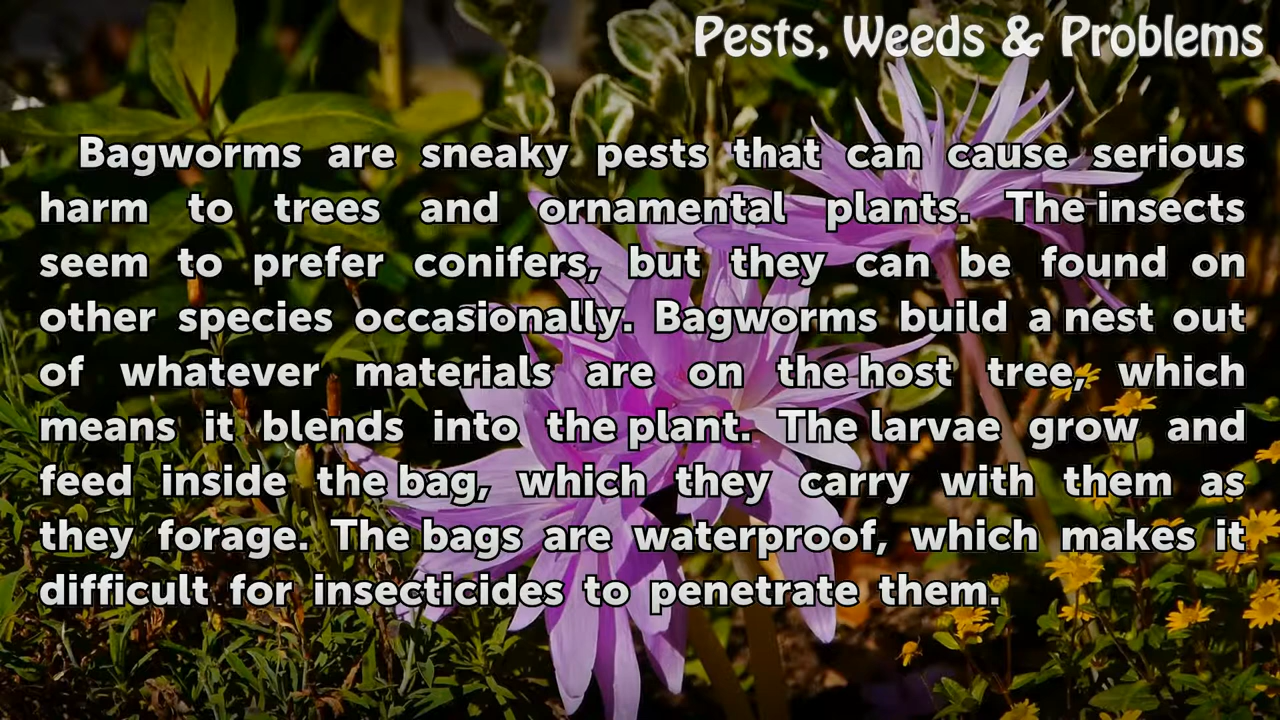 Pests, Weeds & Problems
Bagworms are sneaky pests that can cause serious
harm to trees and ornamental plants. The insects
seem to prefer conifers, but they can be found on
other species occasionally. Bagworms build a nest out
of whatever materials are on the host tree, which
means it blends into the plant. The larvae grow and
feed inside the bag, which they carry with them as
they forage. The bags are waterproof, which makes it
difficult for insecticides to penetrate them.